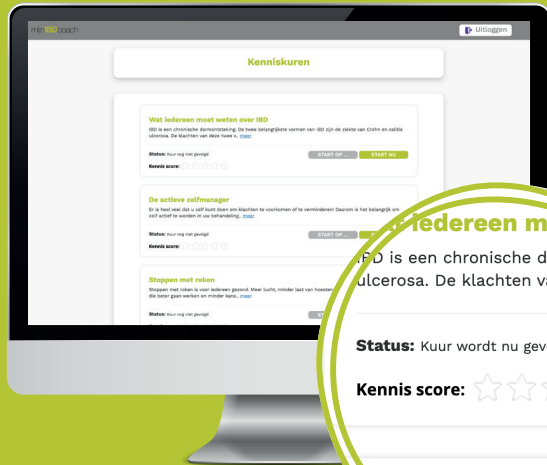 mijnIBDcoach
Uitloggen
Kenniskuren
Wat iedereen moet weten over IBD
IBD is een chronische darmontsteking. De twee belangrijkste vormen van IBD zijn de ziekte van Crohn en colitis
ulcerosa. De klachten van deze twee v.. meer
Status: Kuur nog niet gevolgd
START OP ...
START NU
Kennis score:
De actieve zelfmanager
Er is heel veel dat u zelf kunt doen om klachten te voorkomen of te verminderen! Daarom is het belangrijk om
zelf actief te worden in uw behandeling.. meer
Status: Kuur nog niet gevolgd
START OP ...
Kennis score:
Stoppen met roken
Stoppen met roken is voor iedereen gezond. Meer lucht, minder last van hoesten
die beter gaan werken en minder kans.. meer
Status: Kuur nog niet gevolgd
iedereen m
IBD is een chronische d
ulcerosa. De klachten va
Status: Kuur wordt nu gevo
Kennis score: